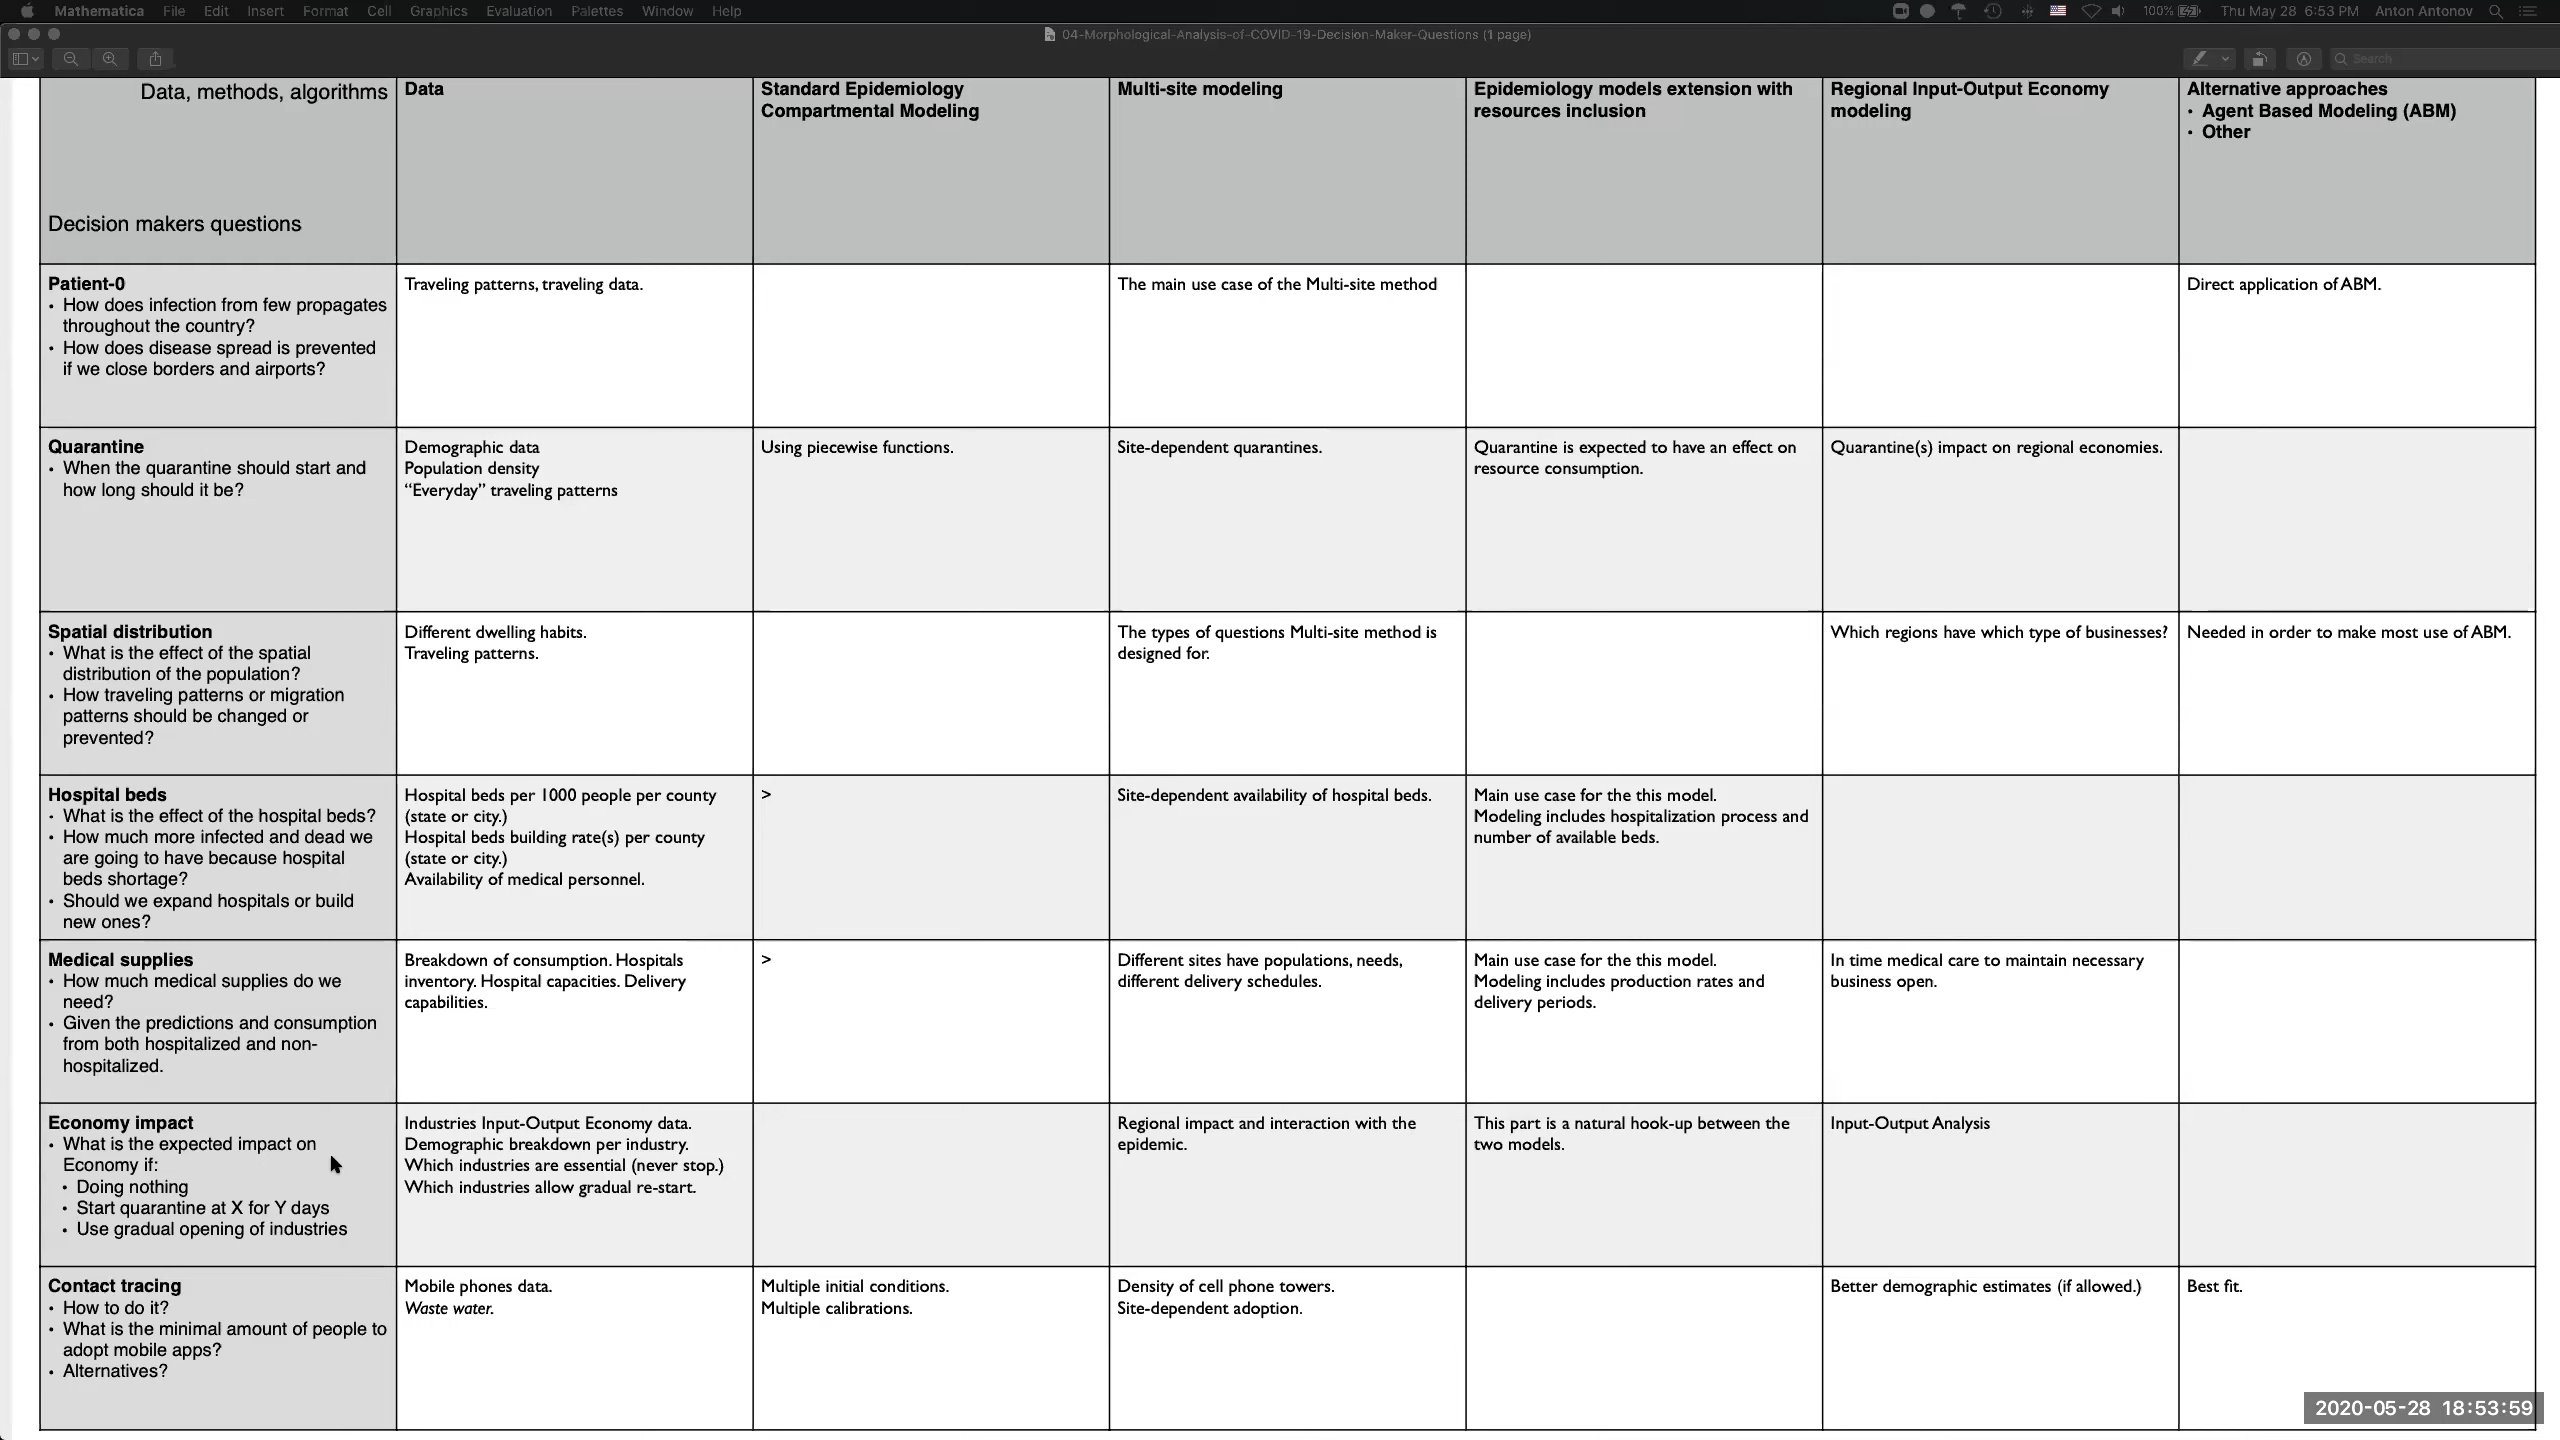 Mathematica File Edit Insert Format Cell Graphics Evaluation Palettes Window Help 100% Thu May 28 6:53 PM Anton Antonov
04-Morphological-Analysis-of-COVID-19-Decision-Maker-Questions (1 page)
Search
Data, methods, algorithms
Decision makers questions
Data
Standard Epidemiology
Compartmental Modeling
Multi-site modeling
Epidemiology models extension with
resources inclusion
Regional Input-Output Economy
modeling
Alternative approaches
• Agent Based Modeling (ABM)
• Other
Patient-0
• How does infection from few propagates
throughout the country?
• How does disease spread is prevented
if we close borders and airports?
Traveling patterns, traveling data.
The main use case of the Multi-site method
Direct application of ABM.
Quarantine
• When the quarantine should start and
how long should it be?
Demographic data
Population density
“Everyday” traveling patterns
Using piecewise functions.
Site-dependent quarantines.
Quarantine is expected to have an effect on
resource consumption.
Quarantine(s) impact on regional economies.
Spatial distribution
• What is the effect of the spatial
distribution of the population?
• How traveling patterns or migration
patterns should be changed or
prevented?
Different dwelling habits.
Traveling patterns.
The types of questions Multi-site method is
designed for.
Which regions have which type of businesses?
Needed in order to make most use of ABM.
Hospital beds
• What is the effect of the hospital beds?
• How much more infected and dead we
are going to have because hospital
beds shortage?
• Should we expand hospitals or build
new ones?
Hospital beds per 1000 people per county
(state or city.)
Hospital beds building rate(s) per county
(state or city.)
Availability of medical personnel.
>
Site-dependent availability of hospital beds.
Main use case for the this model.
Modeling includes hospitalization process and
number of available beds.
Medical supplies
• How much medical supplies do we
need?
• Given the predictions and consumption
from both hospitalized and non-
hospitalized.
Breakdown of consumption. Hospitals
inventory. Hospital capacities. Delivery
capabilities.
>
Different sites have populations, needs,
different delivery schedules.
Main use case for the this model.
Modeling includes production rates and
delivery periods.
In time medical care to maintain necessary
business open.
Economy impact
• What is the expected impact on
Economy if:
• Doing nothing
• Start quarantine at X for Y days
• Use gradual opening of industries
Industries Input-Output Economy data.
Demographic breakdown per industry.
Which industries are essential (never stop.)
Which industries allow gradual re-start.
Regional impact and interaction with the
epidemic.
This part is a natural hook-up between the
two models.
Input-Output Analysis
Contact tracing
• How to do it?
• What is the minimal amount of people to
adopt mobile apps?
• Alternatives?
Mobile phones data.
Waste water.
Multiple initial conditions.
Multiple calibrations.
Density of cell phone towers.
Site-dependent adoption.
Better demographic estimates (if allowed.)
Best fit.
2020-05-28 18:53:59